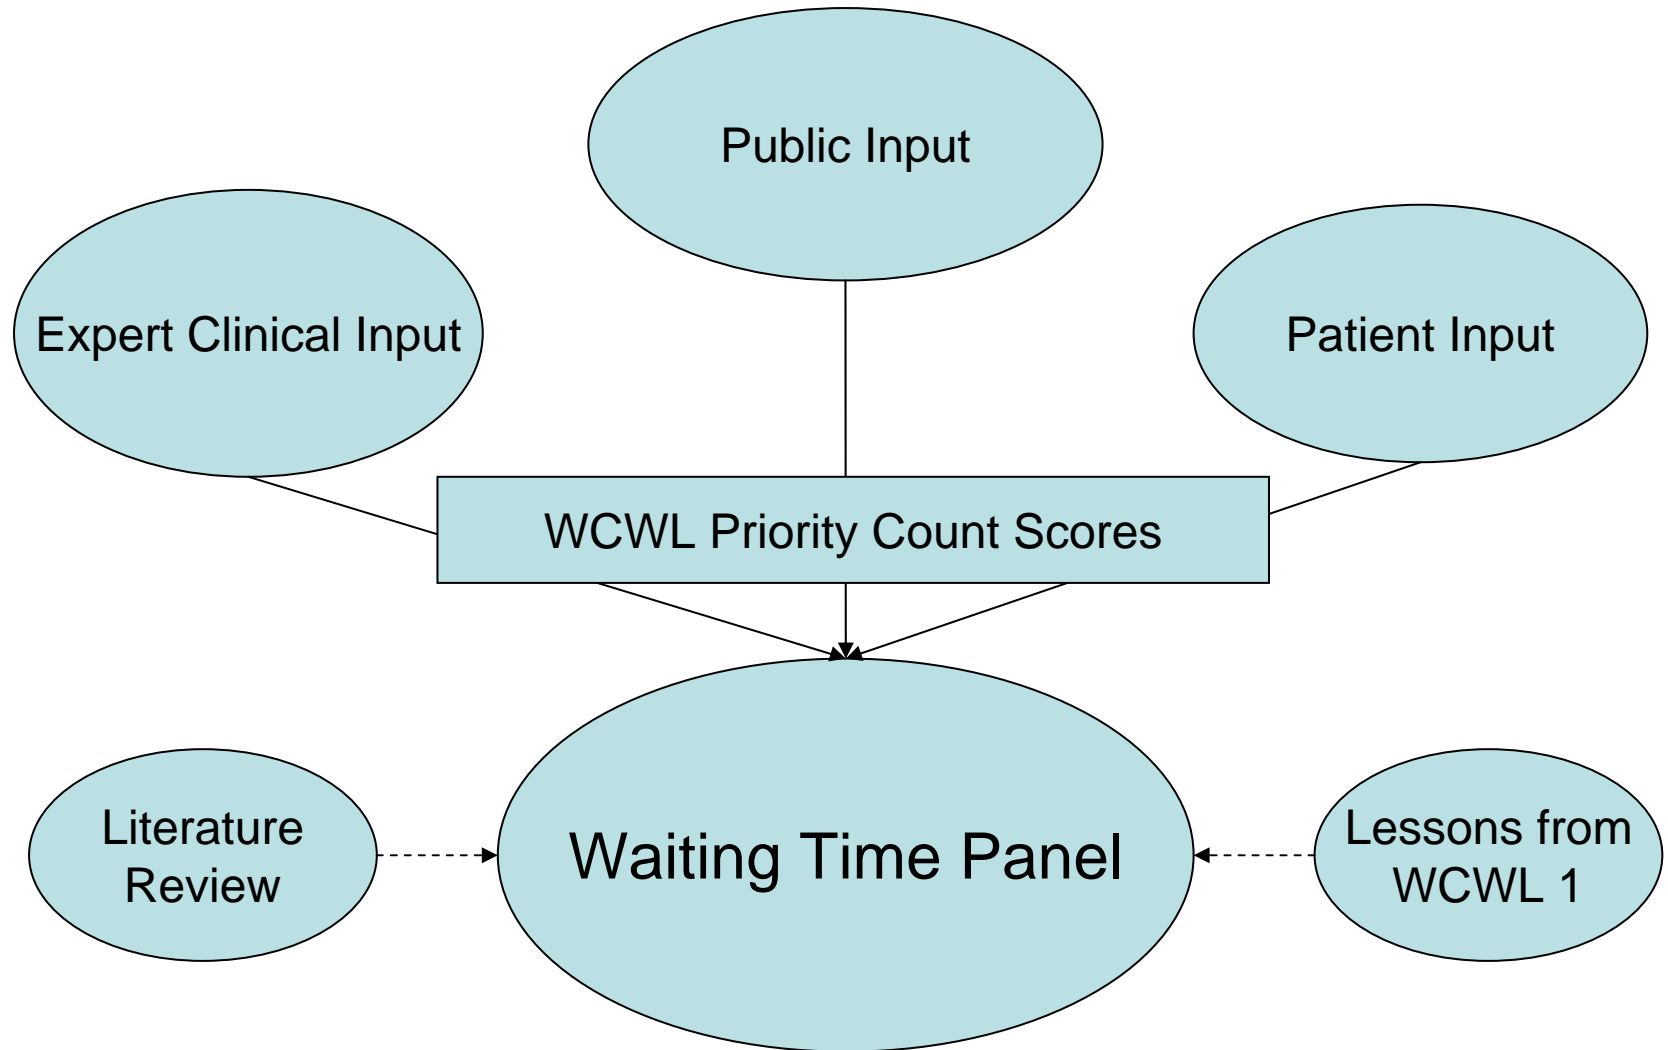 Public Input
Expert Clinical Input
Patient Input
WCWL Priority Count Scores
Literature
Review
Waiting Time Panel
Lessons from
WCWL 1